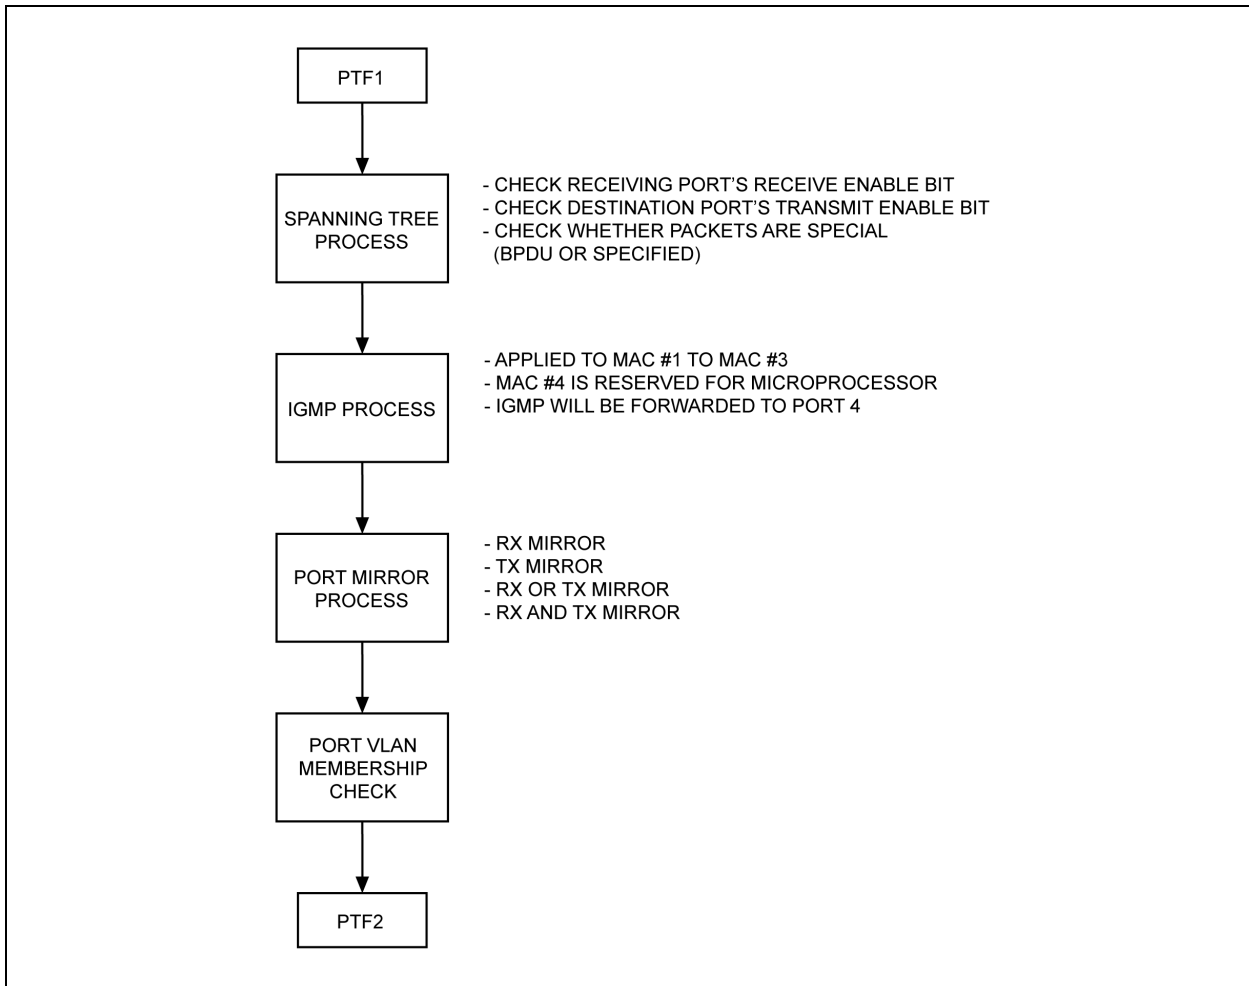 PTF1
SPANNING TREE
PROCESS
- CHECK RECEIVING PORT’S RECEIVE ENABLE BIT
- CHECK DESTINATION PORT’S TRANSMIT ENABLE BIT
- CHECK WHETHER PACKETS ARE SPECIAL
(BPDU OR SPECIFIED)
IGMP PROCESS
- APPLIED TO MAC #1 TO MAC #3
- MAC #4 IS RESERVED FOR MICROPROCESSOR
- IGMP WILL BE FORWARDED TO PORT 4
PORT MIRROR
PROCESS
- RX MIRROR
- TX MIRROR
- RX OR TX MIRROR
- RX AND TX MIRROR
PORT VLAN
MEMBERSHIP
CHECK
PTF2